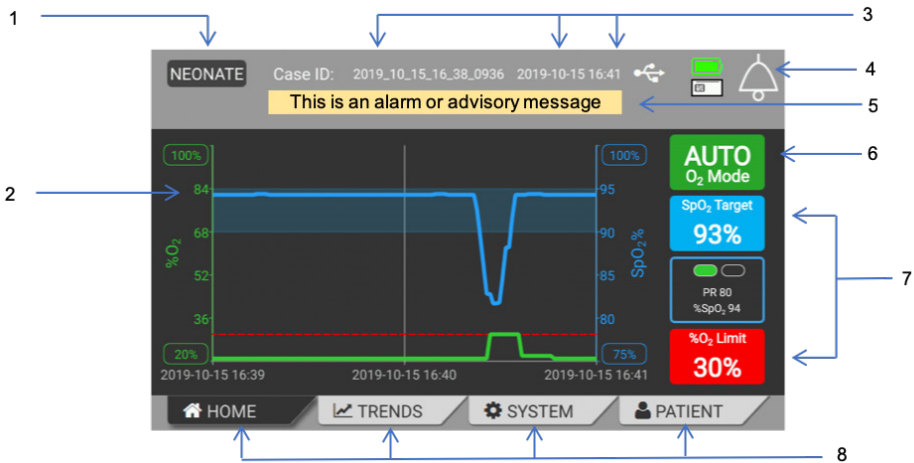 1
3
NEONATE
Case ID: 2019_10_15_16_38_0936 2019-10-15 16:41
4
This is an alarm or advisory message
5
100%
100%
AUTO
O₂ Mode
6
2
84
95
SpO₂ Target
93%
68
90
%O₂
SpO₂%
52
85
PR 80
%SpO₂ 94
7
36
80
%O₂ Limit
30%
20%
75%
2019-10-15 16:39
2019-10-15 16:40
2019-10-15 16:41
HOME
TRENDS
SYSTEM
PATIENT
8